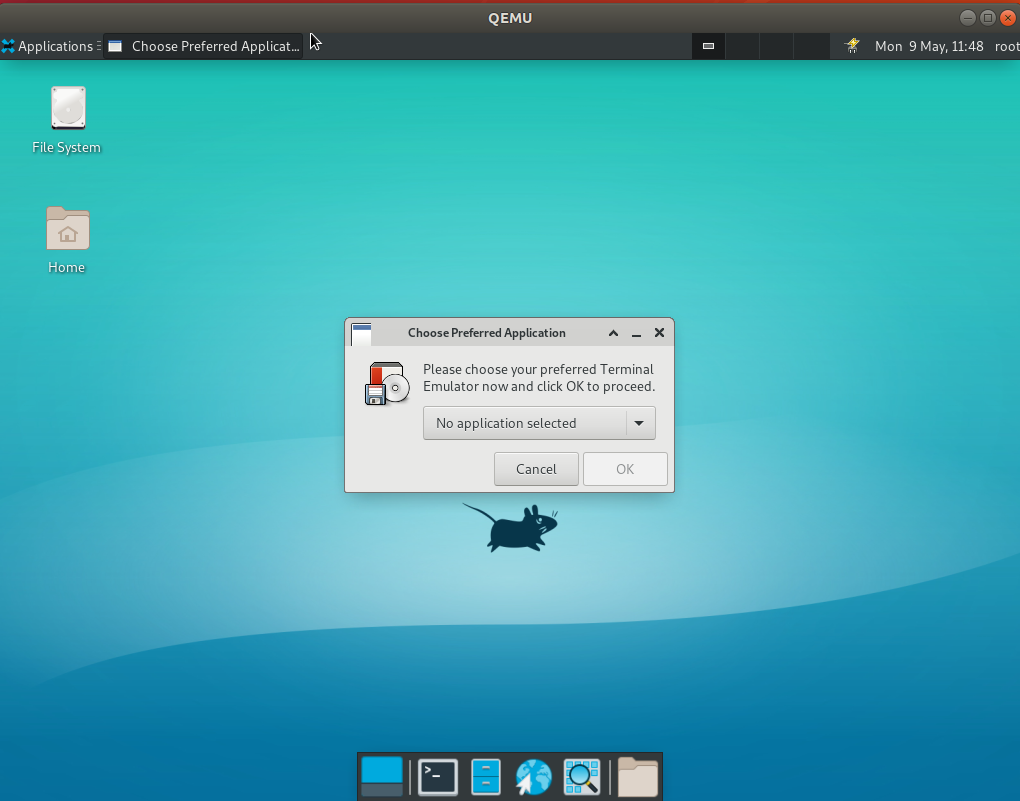 QEMU
Applications
Choose Preferred Applicat...
Mon 9 May, 11:48
root
File System
Home
Choose Preferred Application
Please choose your preferred Terminal
Emulator now and click OK to proceed.
No application selected
Cancel
OK